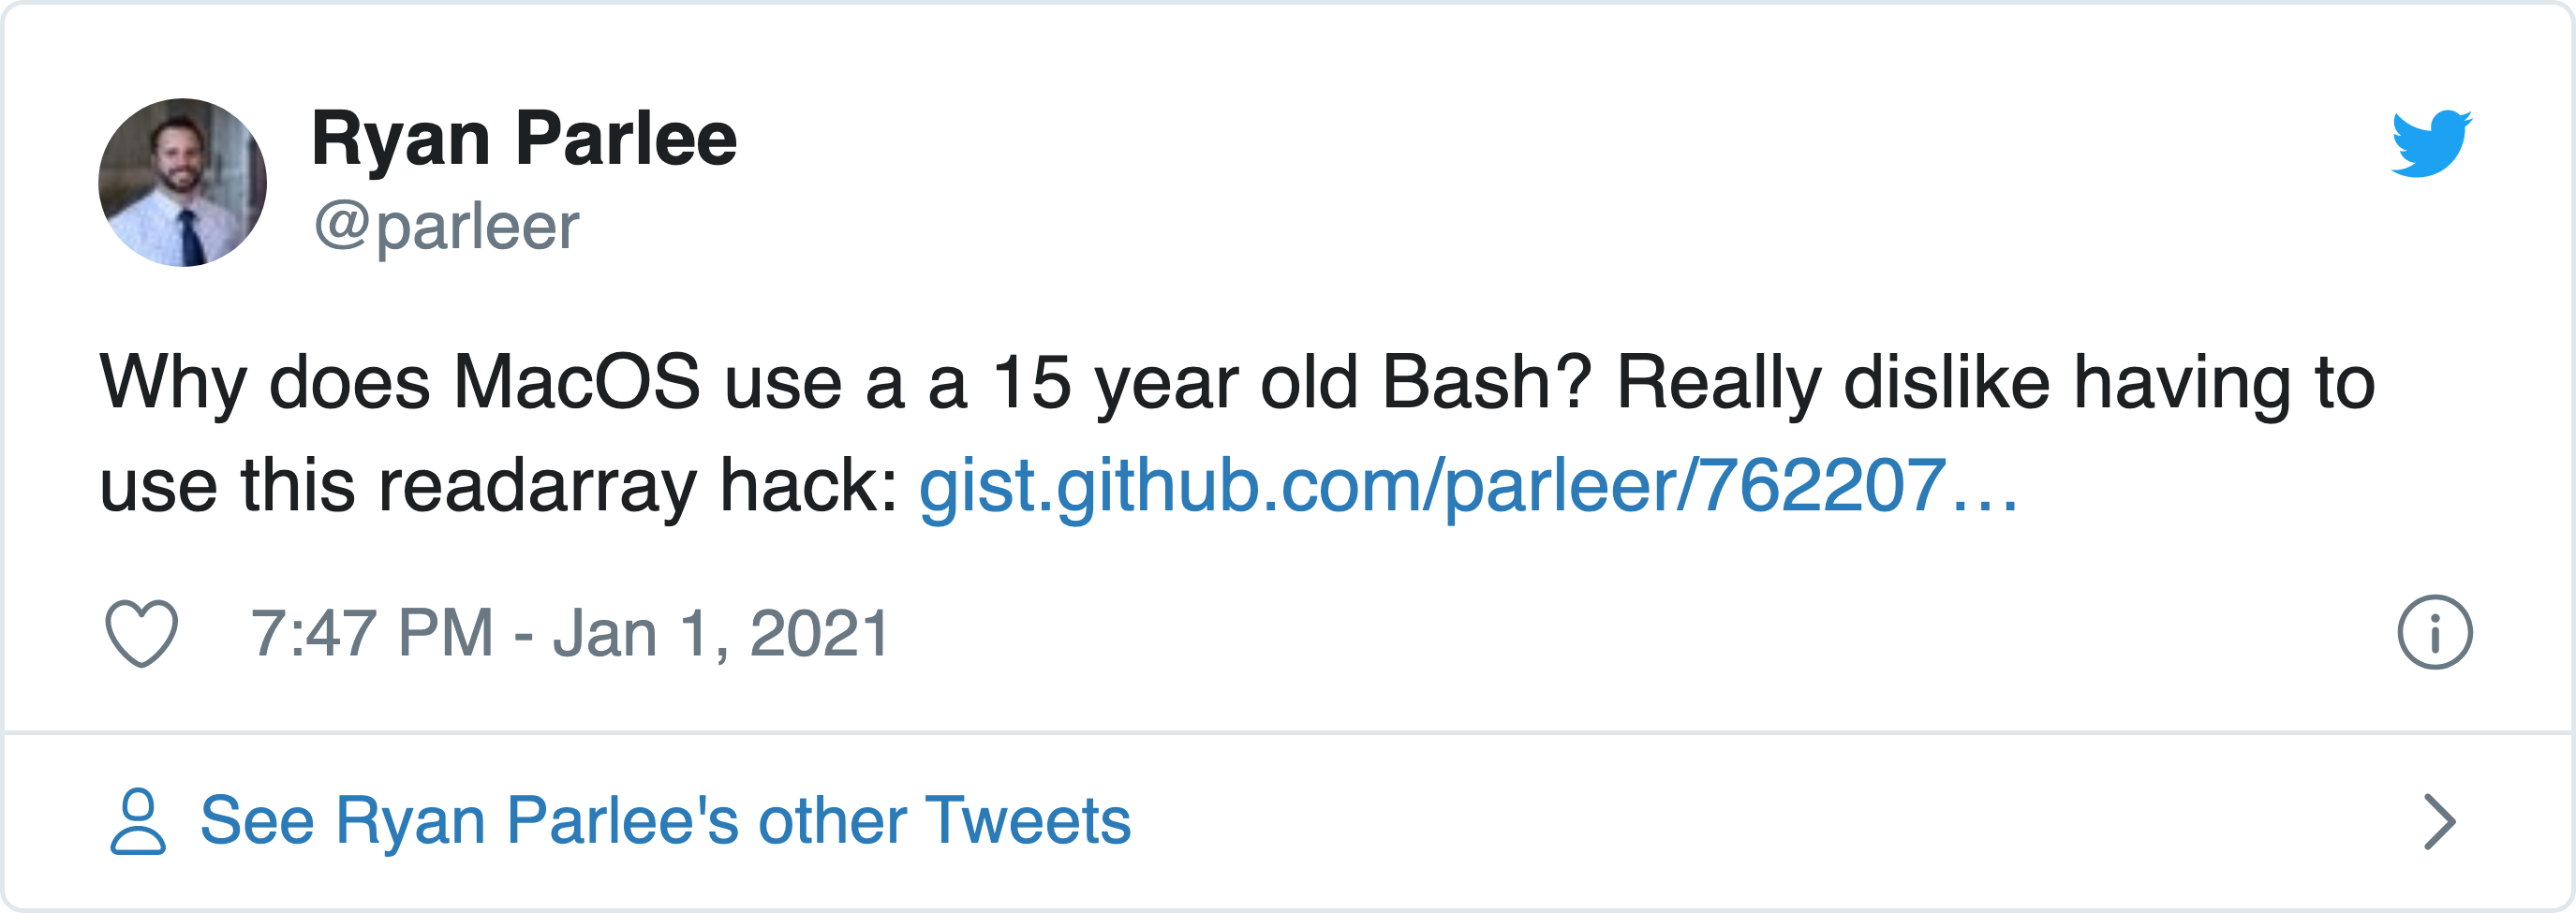 Ryan Parlee
@parleer
Why does MacOS use a a 15 year old Bash? Really dislike having to
use this readarray hack: gist.github.com/parleer/762207…
7:47 PM - Jan 1, 2021
See Ryan Parlee's other Tweets